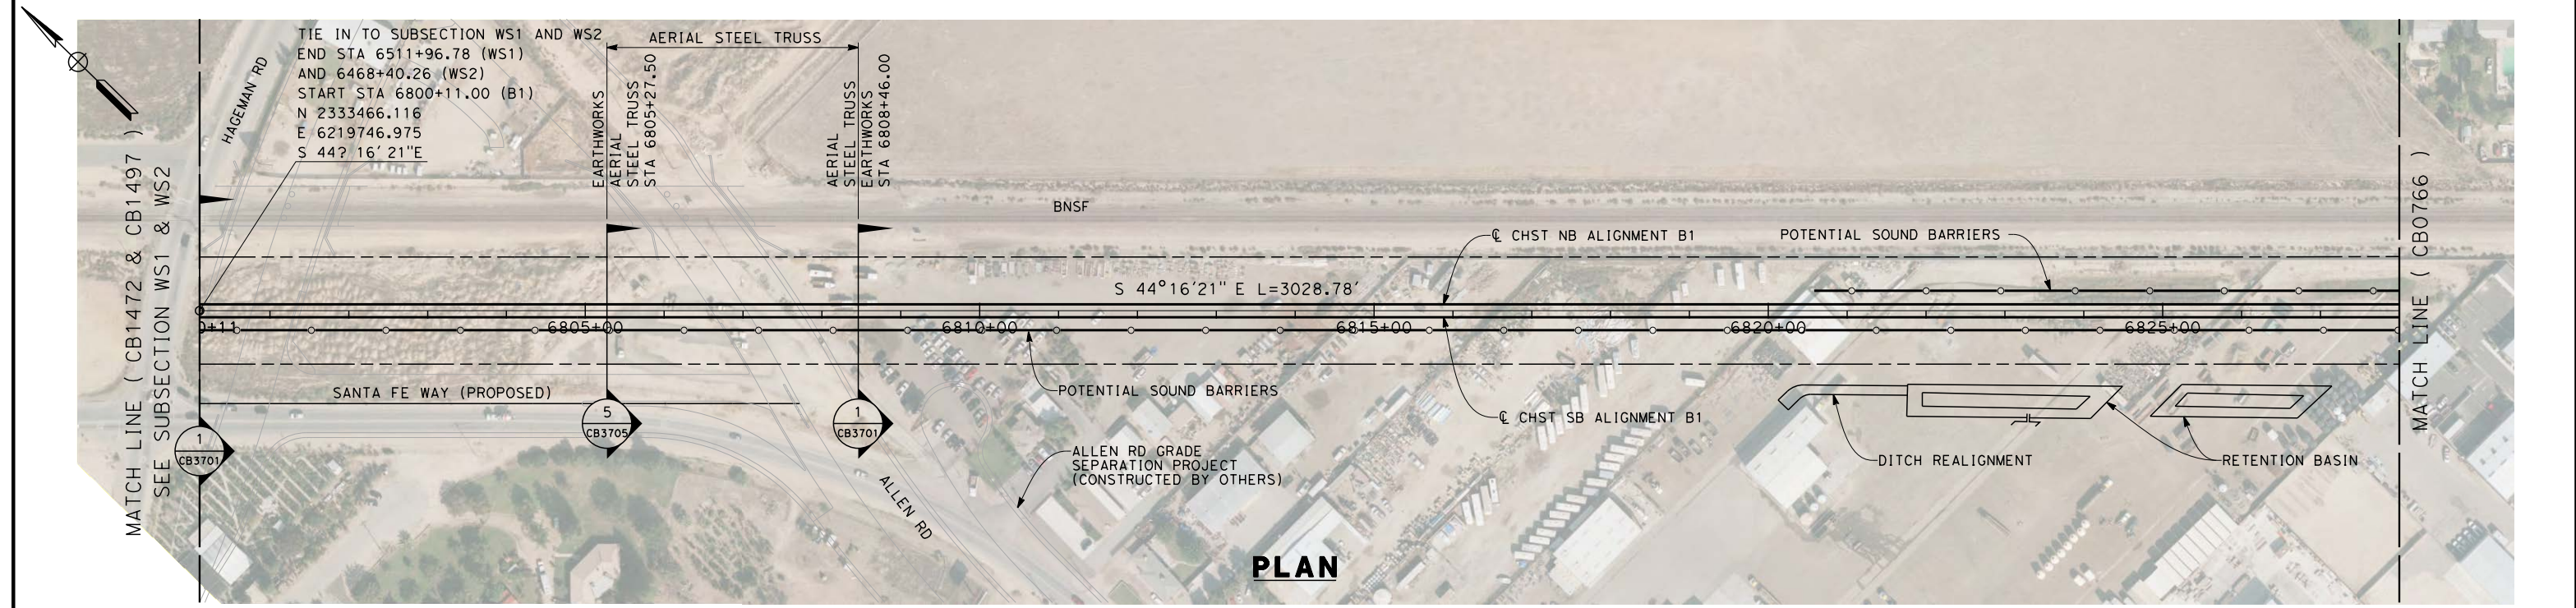 TIE IN TO SUBSECTION WS1 AND WS2
END STA 6511+96.78 (WS1)
AND 6468+40.26 (WS2)
START STA 6800+11.00 (B1)
N 2333466.116
E 6219746.975
S 44? 16' 21"E
HAGEMAN RD
AERIAL STEEL TRUSS
EARTHWORKS
AERIAL
STEEL TRUSS
STA 6805+27.50
AERIAL
STEEL TRUSS
EARTHWORKS
STA 6808+46.00
MATCH LINE ( CB1472 & CB1497 )
SEE SUBSECTION WS1 & WS2
BNSF
℄ CHST NB ALIGNMENT B1
POTENTIAL SOUND BARRIERS
S 44°16'21" E L=3028.78'
0+11
6805+00
6810+00
6815+00
6820+00
6825+00
MATCH LINE ( CB0766 )
SANTA FE WAY (PROPOSED)
POTENTIAL SOUND BARRIERS
℄ CHST SB ALIGNMENT B1
1
CB3701
5
CB3705
1
CB3701
ALLEN RD GRADE
SEPARATION PROJECT
(CONSTRUCTED BY OTHERS)
ALLEN RD
DITCH REALIGNMENT
RETENTION BASIN
PLAN